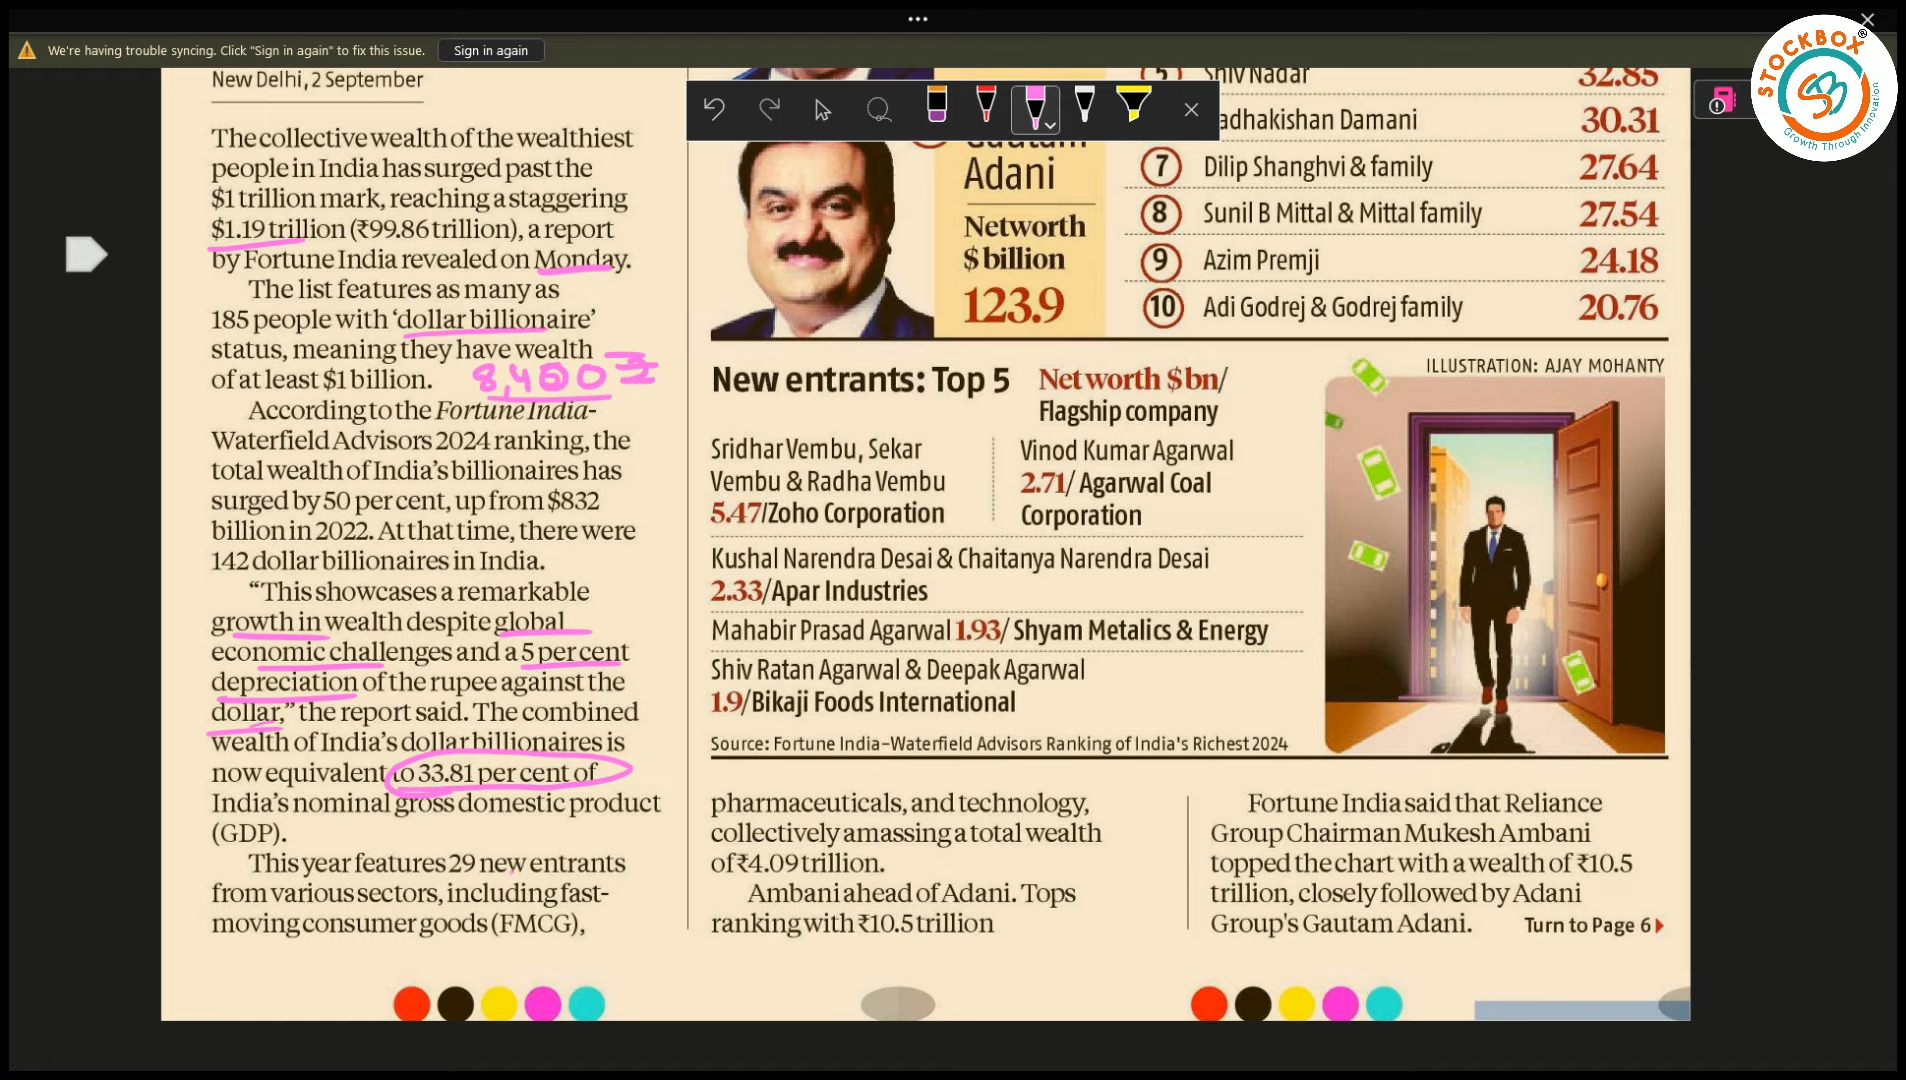 ...
We're having trouble syncing. Click "Sign in again" to fix this issue.
Sign in again
STOCKBOX®
Growth Through Innovation
New Delhi, 2 September
The collective wealth of the wealthiest
people in India has surged past the
$1 trillion mark, reaching a staggering
$1.19 trillion (₹99.86 trillion), a report
by Fortune India revealed on Monday.
The list features as many as
185 people with ‘dollar billionaire’
status, meaning they have wealth
of at least $1 billion.
8,400
According to the Fortune India-
Waterfield Advisors 2024 ranking, the
total wealth of India’s billionaires has
surged by 50 per cent, up from $832
billion in 2022. At that time, there were
142 dollar billionaires in India.
“This showcases a remarkable
growth in wealth despite global
economic challenges and a 5 per cent
depreciation of the rupee against the
dollar,” the report said. The combined
wealth of India’s dollar billionaires is
now equivalent to 33.81 per cent of
India’s nominal gross domestic product
(GDP).
This year features 29 new entrants
from various sectors, including fast-
moving consumer goods (FMCG),
Gautam
Adani
Networth
$ billion
123.9
5 Shiv Nadar 32.85
adhakishan Damani 30.31
7 Dilip Shanghvi & family 27.64
8 Sunil B Mittal & Mittal family 27.54
9 Azim Premji 24.18
10 Adi Godrej & Godrej family 20.76
ILLUSTRATION: AJAY MOHANTY
New entrants: Top 5
Networth $ bn/
Flagship company
Sridhar Vembu, Sekar
Vembu & Radha Vembu
5.47/Zoho Corporation
Vinod Kumar Agarwal
2.71/ Agarwal Coal
Corporation
Kushal Narendra Desai & Chaitanya Narendra Desai
2.33/Apar Industries
Mahabir Prasad Agarwal 1.93/ Shyam Metalics & Energy
Shiv Ratan Agarwal & Deepak Agarwal
1.9/Bikaji Foods International
Source: Fortune India-Waterfield Advisors Ranking of India's Richest 2024
pharmaceuticals, and technology,
collectively amassing a total wealth
of ₹4.09 trillion.
Ambani ahead of Adani. Tops
ranking with ₹10.5 trillion
Fortune India said that Reliance
Group Chairman Mukesh Ambani
topped the chart with a wealth of ₹10.5
trillion, closely followed by Adani
Group's Gautam Adani.
Turn to Page 6